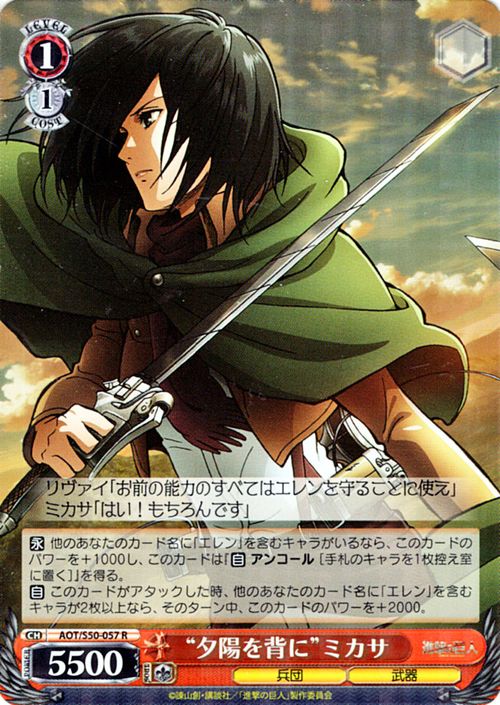 LEVEL
1
1
COST
リヴァイ「お前の能力のすべてはエレンを守ることに使え」
ミカサ「はい！もちろんです」
永 他のあなたのカード名に「エレン」を含むキャラがいるなら、このカードの
パワーを+1000し、このカードは『自 アンコール [手札のキャラを1枚控え室
に置く]』を得る。
自 このカードがアタックした時、他のあなたのカード名に「エレン」を含む
キャラが2枚以上なら、そのターン中、このカードのパワーを+2000。
CH AOT/S50-057 R
POWER 5500
“夕陽を背に”ミカサ
進撃の巨人
兵団 武器
©諫山創・講談社／「進撃の巨人」製作委員会